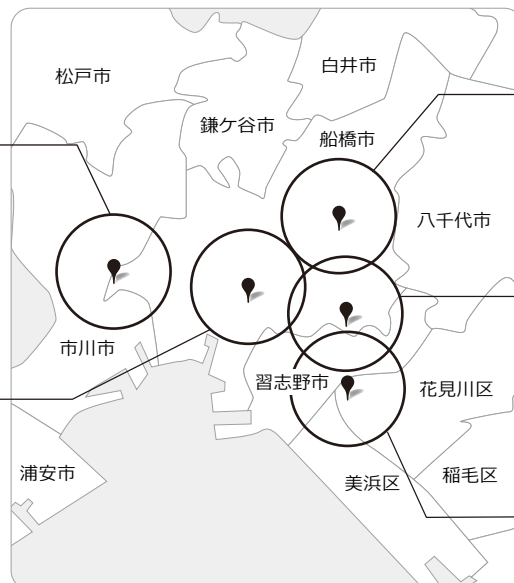 白井市
松戸市
鎌ケ谷市
船橋市
八千代市
市川市
習志野市
花見川区
浦安市
美浜区
稲毛区